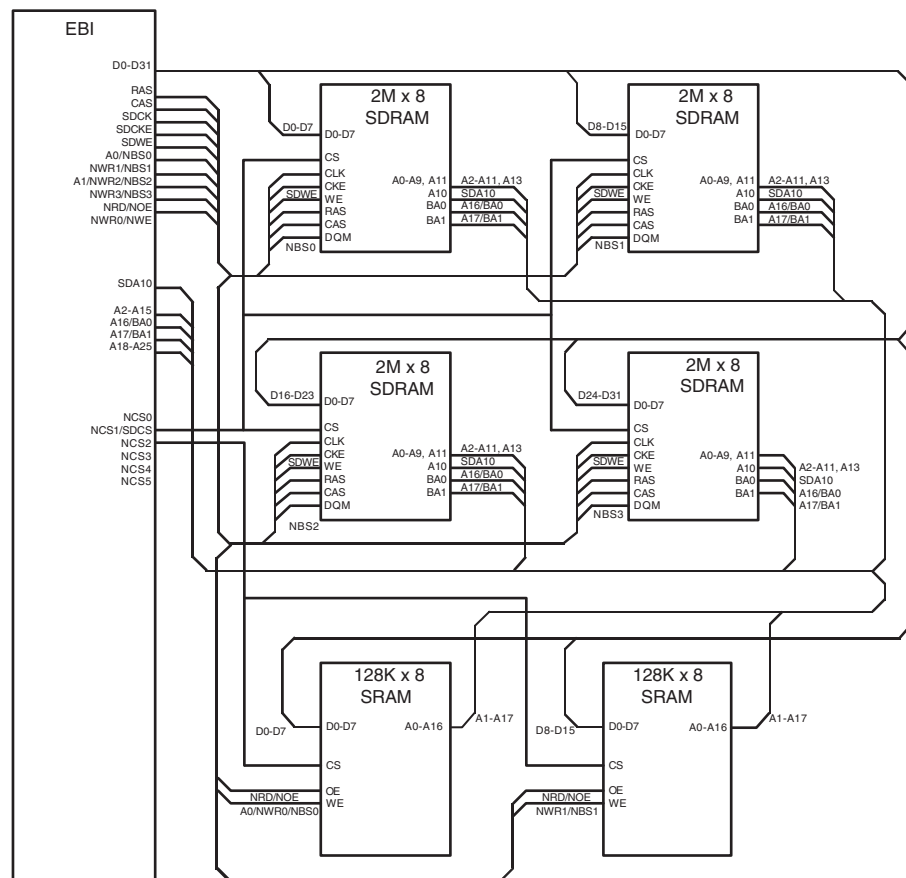 EBI
D0-D31
RAS
CAS
SDCK
SDCKE
SDWE
A0/NBS0
NWR1/NBS1
A1/NWR2/NBS2
NWR3/NBS3
NRD/NOE
NWR0/NWE
SDA10
A2-A15
A16/BA0
A17/BA1
A18-A25
NCS0
NCS1/SDCS
NCS2
NCS3
NCS4
NCS5
2M x 8
SDRAM
D0-D7
D0-D7
CS
CLK
CKE
SDWE
WE
RAS
CAS
DQM
NBS0
A0-A9, A11
A10
BA0
BA1
A2-A11, A13
SDA10
A16/BA0
A17/BA1
2M x 8
SDRAM
D8-D15
D0-D7
CS
CLK
CKE
SDWE
WE
RAS
CAS
DQM
NBS1
A0-A9, A11
A10
BA0
BA1
A2-A11, A13
SDA10
A16/BA0
A17/BA1
2M x 8
SDRAM
D16-D23
D0-D7
CS
CLK
CKE
SDWE
WE
RAS
CAS
DQM
NBS2
A0-A9, A11
A10
BA0
BA1
A2-A11, A13
SDA10
A16/BA0
A17/BA1
2M x 8
SDRAM
D24-D31
D0-D7
CS
CLK
CKE
SDWE
WE
RAS
CAS
DQM
NBS3
A0-A9, A11
A10
BA0
BA1
A2-A11, A13
SDA10
A16/BA0
A17/BA1
128K x 8
SRAM
D0-D7
D0-D7
A0-A16
A1-A17
CS
OE
NRD/NOE
WE
A0/NWR0/NBS0
128K x 8
SRAM
D8-D15
D0-D7
A0-A16
A1-A17
CS
OE
NRD/NOE
WE
NWR1/NBS1